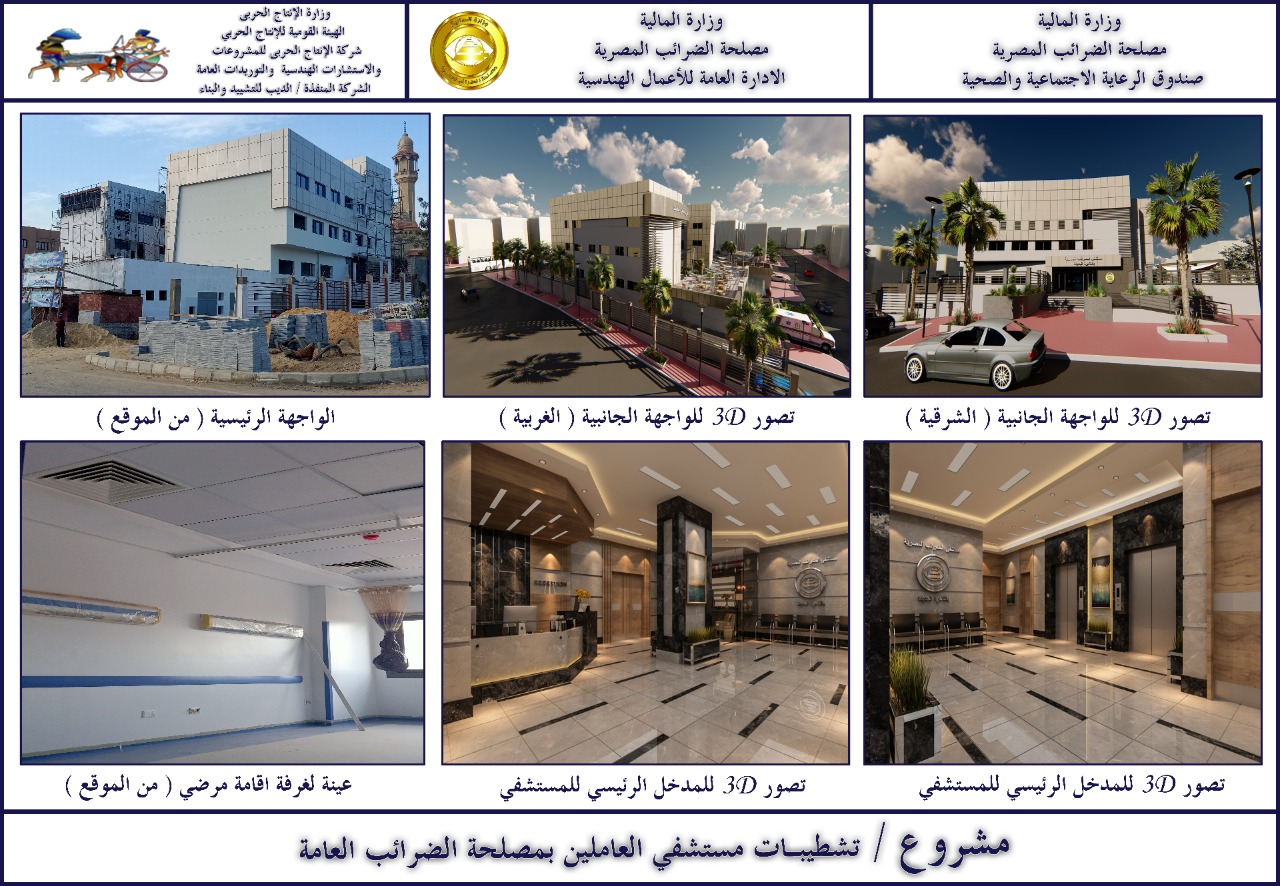 وزارة المالية
مصلحة الضرائب المصرية
صندوق الرعاية الاجتماعية والصحية
وزارة المالية
مصلحة الضرائب المصرية
الادارة العامة للأعمال الهندسية
وزارة الإنتاج الحربى
الهيئة القومية للإنتاج الحربي
شركة الإنتاج الحربى للمشروعات
والاستشارات الهندسية والتوريدات العامة
الشركة المنفذة / الديب للتشييد والبناء
تصور 3D للواجهة الجانبية ( الشرقية )
تصور 3D للواجهة الجانبية ( الغربية )
الواجهة الرئيسية ( من الموقع )
RECEPTION
تصور 3D للمدخل الرئيسي للمستشفي
تصور 3D للمدخل الرئيسي للمستشفي
عينة لغرفة اقامة مرضي ( من الموقع )
مشروع / تشطيبات مستشفي العاملين بمصلحة الضرائب العامة